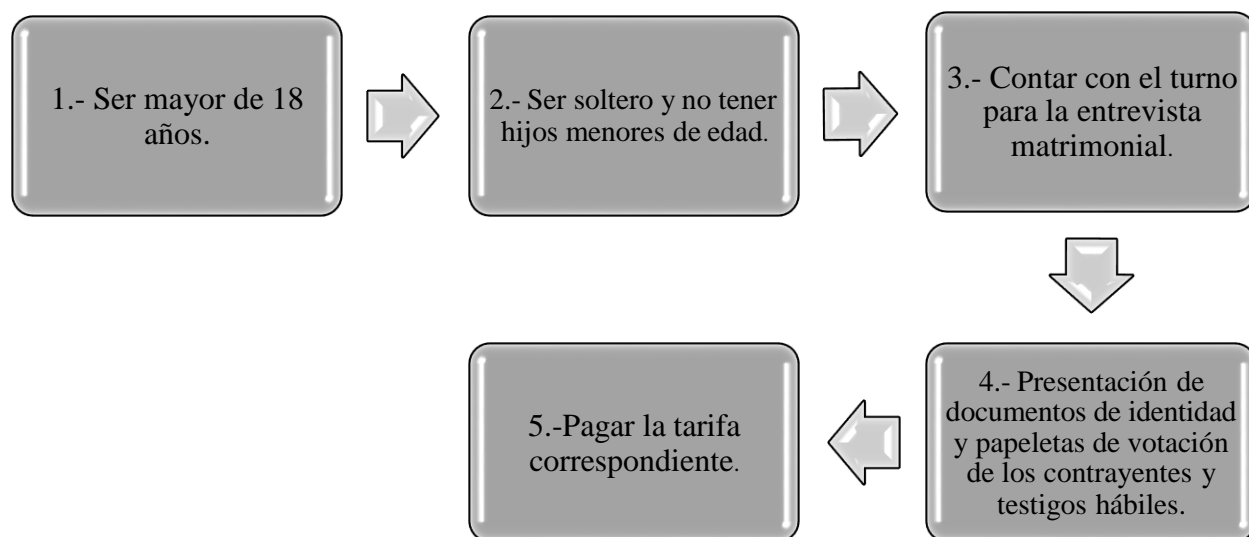 1.- Ser mayor de 18
años.
2.- Ser soltero y no tener
hijos menores de edad.
3.- Contar con el turno
para la entrevista
matrimonial.
4.- Presentación de
documentos de identidad
y papeletas de votación
de los contrayentes y
testigos hábiles.
5.-Pagar la tarifa
correspondiente.